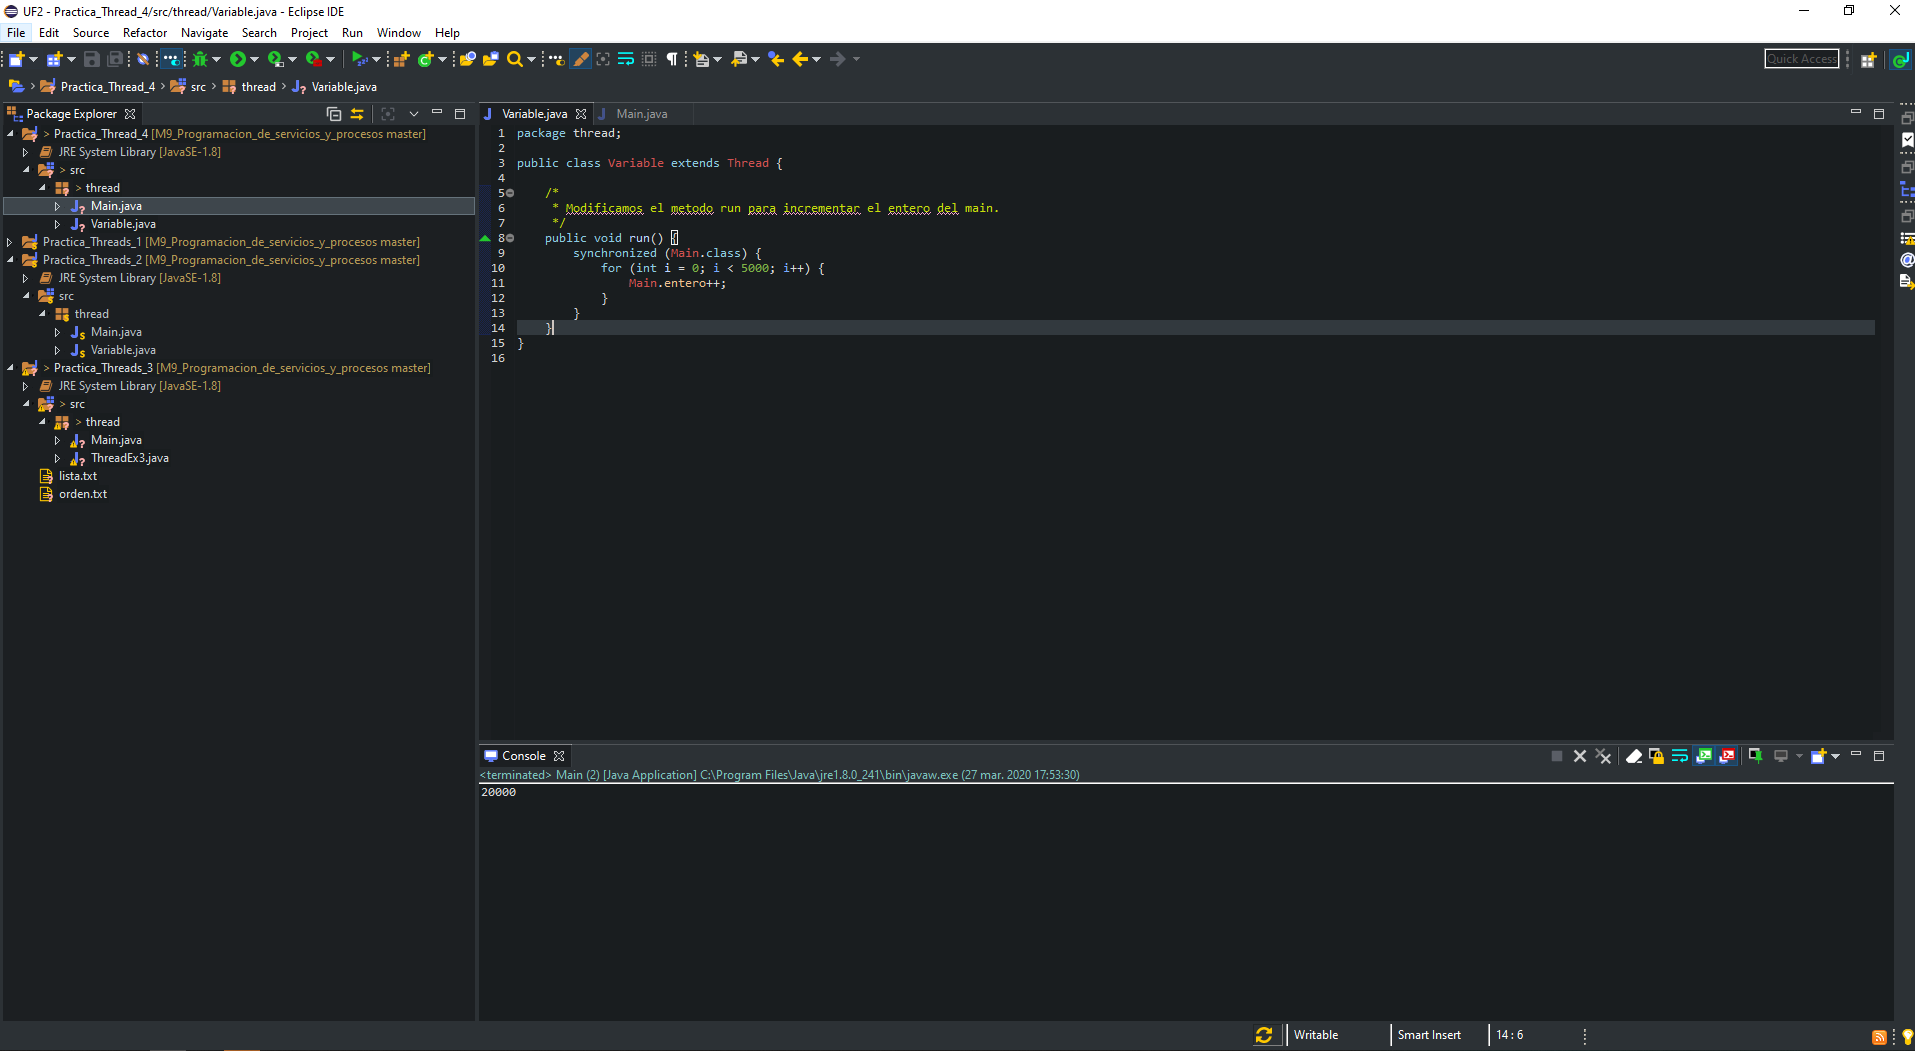 UF2 - Practica_Thread_4/src/thread/Variable.java - Eclipse IDE
File Edit Source Refactor Navigate Search Project Run Window Help
Quick Access
Practica_Thread_4 > src > thread > Variable.java
Package Explorer
> Practica_Thread_4 [M9_Programacion_de_servicios_y_procesos master]
JRE System Library [JavaSE-1.8]
> src
> thread
Main.java
Variable.java
Practica_Threads_1 [M9_Programacion_de_servicios_y_procesos master]
Practica_Threads_2 [M9_Programacion_de_servicios_y_procesos master]
JRE System Library [JavaSE-1.8]
src
thread
Main.java
Variable.java
> Practica_Threads_3 [M9_Programacion_de_servicios_y_procesos master]
JRE System Library [JavaSE-1.8]
> src
> thread
Main.java
ThreadEx3.java
lista.txt
orden.txt
Variable.java Main.java
1 package thread;
2
3 public class Variable extends Thread {
4
5 /*
6 * Modificamos el metodo run para incrementar el entero del main.
7 */
8 public void run() {
9 synchronized (Main.class) {
10 for (int i = 0; i < 5000; i++) {
11 Main.entero++;
12 }
13 }
14 }
15 }
16
Console
<terminated> Main (2) [Java Application] C:\Program Files\Java\jre1.8.0_241\bin\javaw.exe (27 mar. 2020 17:53:30)
20000
Writable Smart Insert 14 : 6